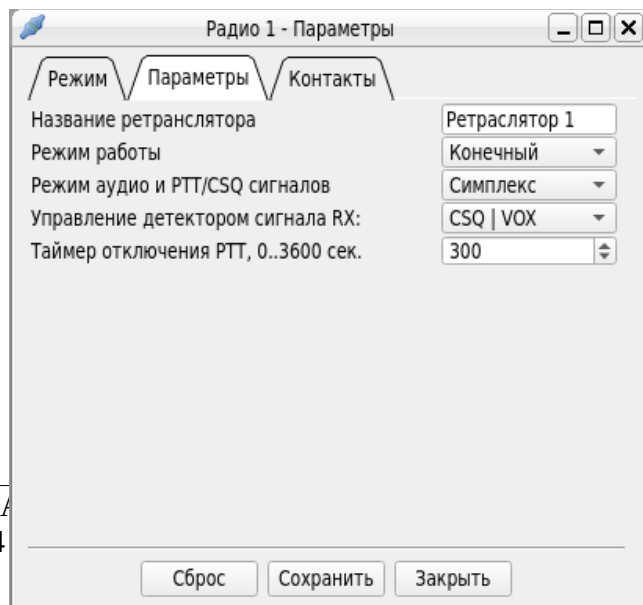 Радио 1 - Параметры
Режим Параметры Контакты
Название ретранслятора Ретраслятор 1
Режим работы Конечный
Режим аудио и PTT/CSQ сигналов Симплекс
Управление детектором сигнала RX: CSQ | VOX
Таймер отключения PTT, 0..3600 сек. 300
Сброс Сохранить Закрыть